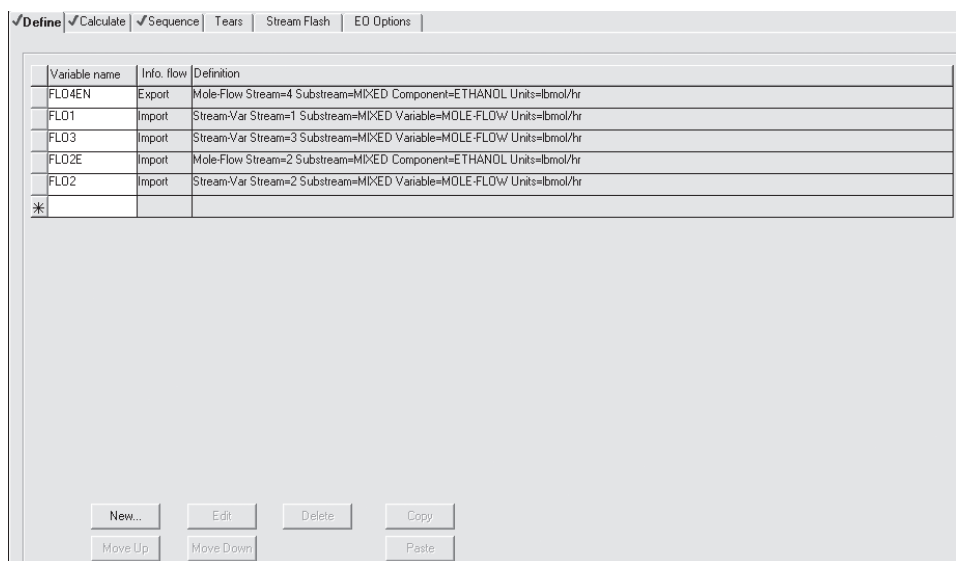 Define Calculate Sequence Tears Stream Flash EO Options
Variable name Info. flow Definition
FLO4EN Export Mole-Flow Stream=4 Substream=MIXED Component=ETHANOL Units=lbmol/hr
FLO1 Import Stream-Var Stream=1 Substream=MIXED Variable=MOLE-FLOW Units=lbmol/hr
FLO3 Import Stream-Var Stream=3 Substream=MIXED Variable=MOLE-FLOW Units=lbmol/hr
FLO2E Import Mole-Flow Stream=2 Substream=MIXED Component=ETHANOL Units=lbmol/hr
FLO2 Import Stream-Var Stream=2 Substream=MIXED Variable=MOLE-FLOW Units=lbmol/hr
New... Edit Delete Copy
Move Up Move Down Paste